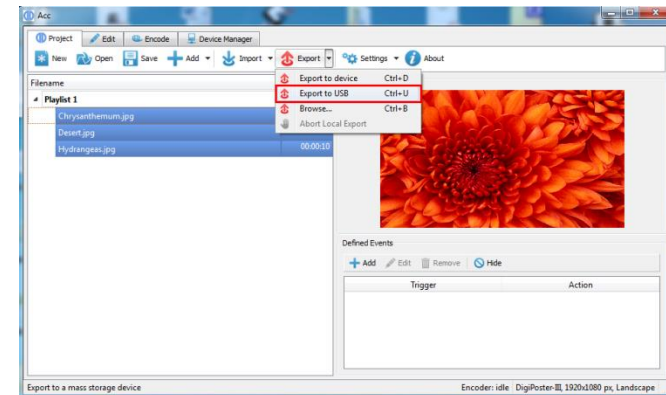 Acc
Project Edit Encode Device Manager
New Open Save Add Import Export Settings About
Filename
Export to device Ctrl+D
Playlist 1
Export to USB Ctrl+U
Chrysanthemum.jpg
Browse... Ctrl+B
Desert.jpg
Abort Local Export
Hydrangeas.jpg 00:00:10
Defined Events
Add Edit Remove Hide
Trigger Action
Export to a mass storage device Encoder: idle DigiPoster-III, 1920x1080 px, Landscape